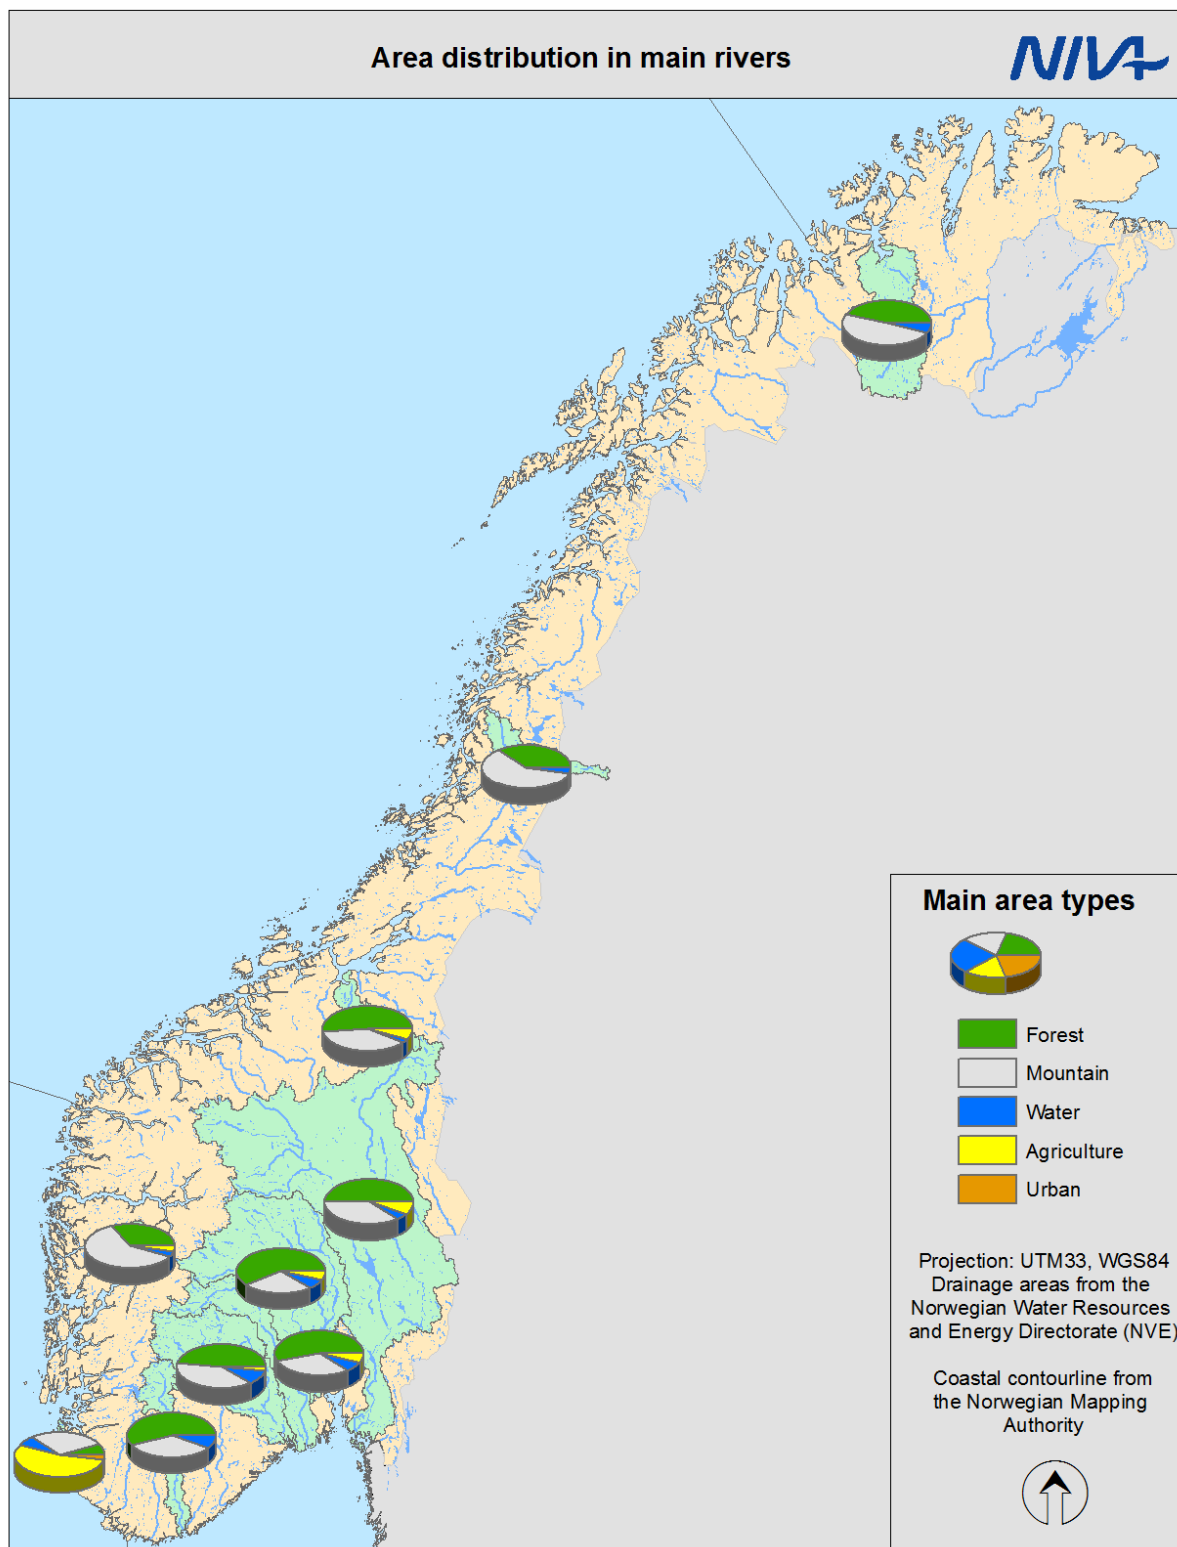 Area distribution in main rivers
NIVA
Main area types
Forest
Mountain
Water
Agriculture
Urban
Projection: UTM33, WGS84
Drainage areas from the
Norwegian Water Resources
and Energy Directorate (NVE)
Coastal contourline from
the Norwegian Mapping
Authority